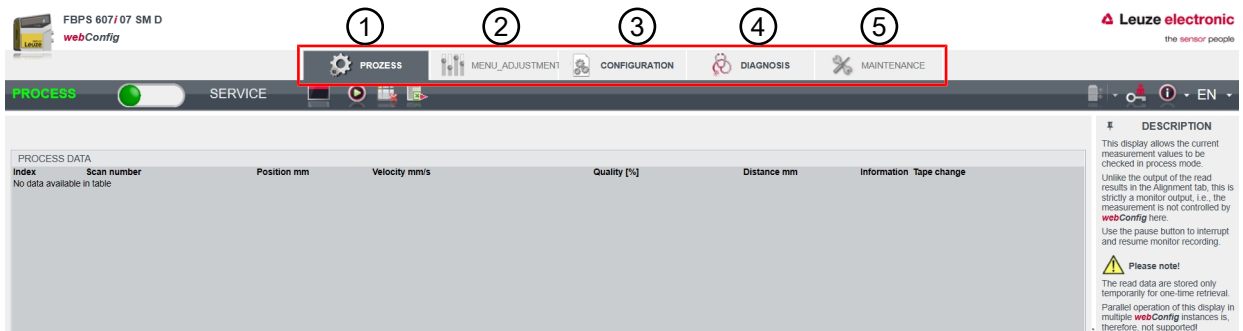 FBPS 607i 07 SM D
webConfig
Leuze
Leuze electronic
the sensor people
1
2
3
4
5
PROZESS
MENU_ADJUSTMENT
CONFIGURATION
DIAGNOSIS
MAINTENANCE
PROCESS
SERVICE
EN
PROCESS DATA
Index Scan number Position mm Velocity mm/s Quality [%] Distance mm Information Tape change
No data available in table
DESCRIPTION
This display allows the current
measurement values to be
checked in process mode.
Unlike the output of the read
results in the Alignment tab, this is
strictly a monitor output, i.e., the
measurement is not controlled by
webConfig here.
Use the pause button to interrupt
and resume monitor recording.
Please note!
The read data are stored only
temporarily for one-time retrieval.
Parallel operation of this display in
multiple webConfig instances is,
therefore, not supported!